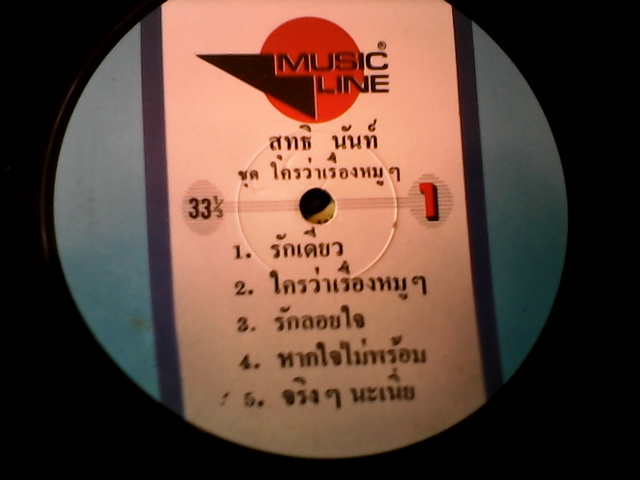 MUSIC®
LINE
สุทธิ นันท์
ชุด ใครว่าเรื่องหมูๆ
33⅓
1
1. รักเดียว
2. ใครว่าเรื่องหมูๆ
3. รักลอยใจ
4. หากใจไม่พร้อม
5. จริงๆ นะเนี่ย